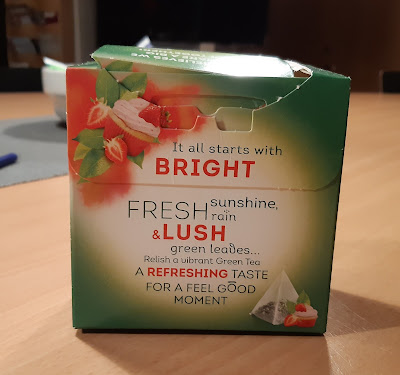 It all starts with
BRIGHT
FRESH sunshine,
rain
&LUSH
green leaves...
Relish a vibrant Green Tea
A REFRESHING TASTE
FOR A FEEL GOOD
MOMENT